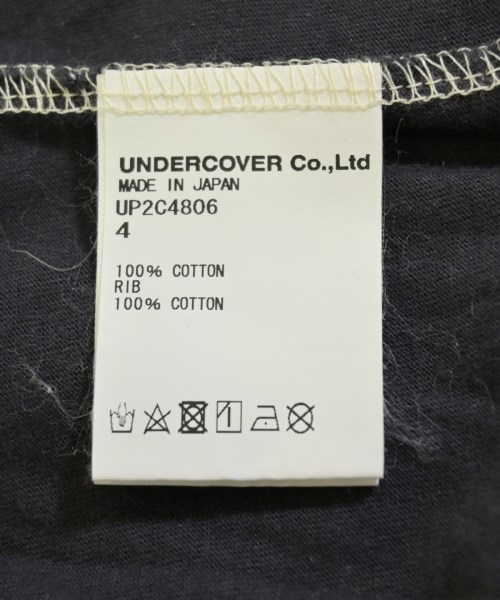 UNDERCOVER Co.,Ltd
MADE IN JAPAN
UP2C4806
4
100% COTTON
RIB
100% COTTON